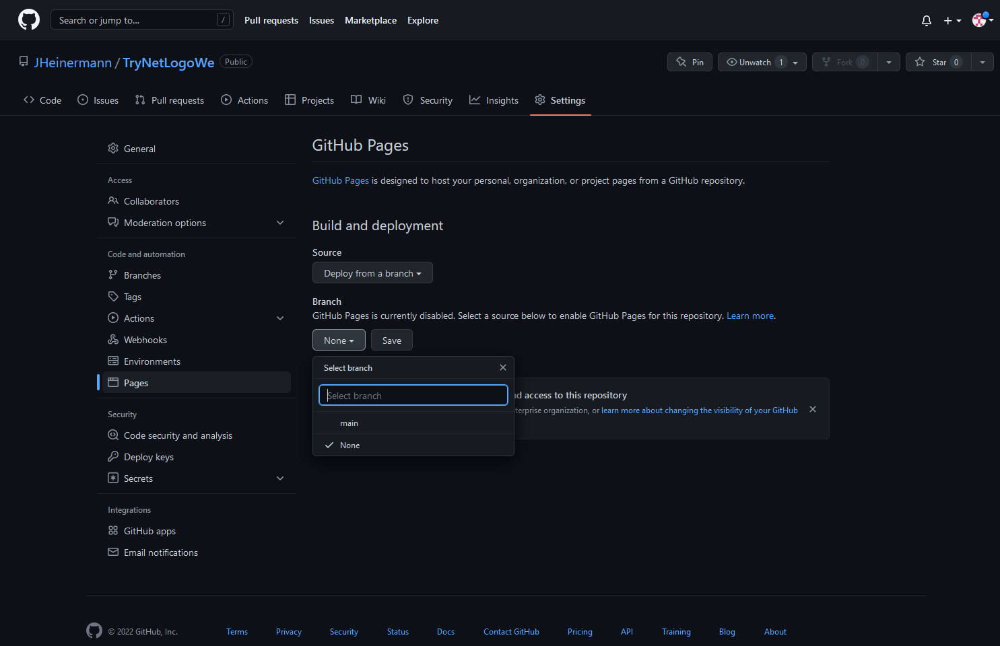 Search or jump to... /
Pull requests Issues Marketplace Explore
JHeinermann / TryNetLogoWe Public
Pin Unwatch 1 Fork 0 Star 0
Code Issues Pull requests Actions Projects Wiki Security Insights Settings
General
Access
Collaborators
Moderation options
Code and automation
Branches
Tags
Actions
Webhooks
Environments
Pages
Security
Code security and analysis
Deploy keys
Secrets
Integrations
GitHub apps
Email notifications
GitHub Pages
GitHub Pages is designed to host your personal, organization, or project pages from a GitHub repository.
Build and deployment
Source
Deploy from a branch
Branch
GitHub Pages is currently disabled. Select a source below to enable GitHub Pages for this repository. Learn more.
None Save
Select branch
Select branch
main
None
ad access to this repository
terprise organization, or learn more about changing the visibility of your GitHub
© 2022 GitHub, Inc. Terms Privacy Security Status Docs Contact GitHub Pricing API Training Blog About